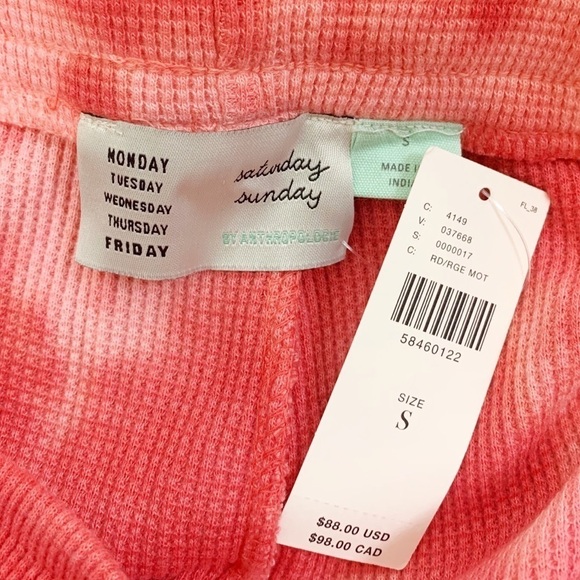 MONDAY
TUESDAY
WEDNESDAY
THURSDAY
FRIDAY
saturday
sunday
BY ANTHROPOLOGIE
S
MADE I
INDI
FL_38
C: 4149
V: 037668
S: 0000017
C: RD/RGE MOT
58460122
SIZE
S
$88.00 USD
$98.00 CAD